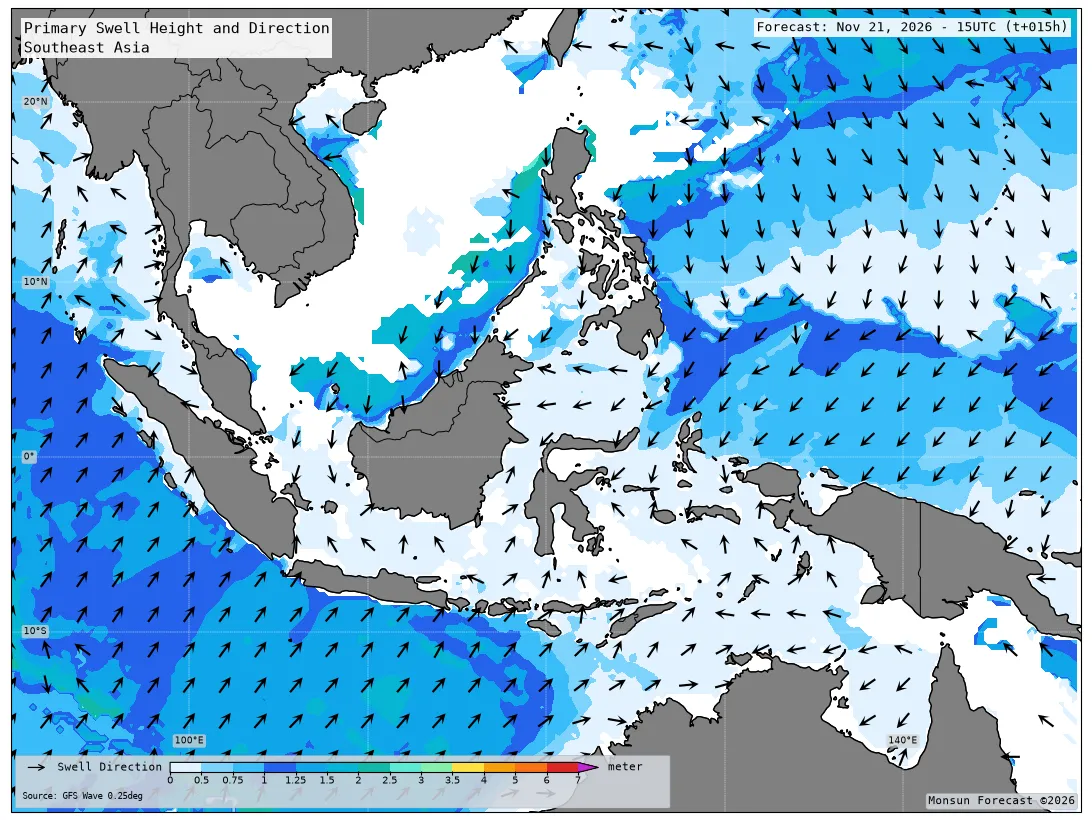 Primary Swell Height and Direction
Southeast Asia
Forecast: Nov 21, 2026 - 15UTC (t+015h)
20°N
10°N
0°
10°S
100°E
140°E
Swell Direction
0 0.5 0.75 1 1.25 1.5 2 2.5 3 3.5 4 5 6 7
meter
Source: GFS Wave 0.25deg
Monsun Forecast ©2026